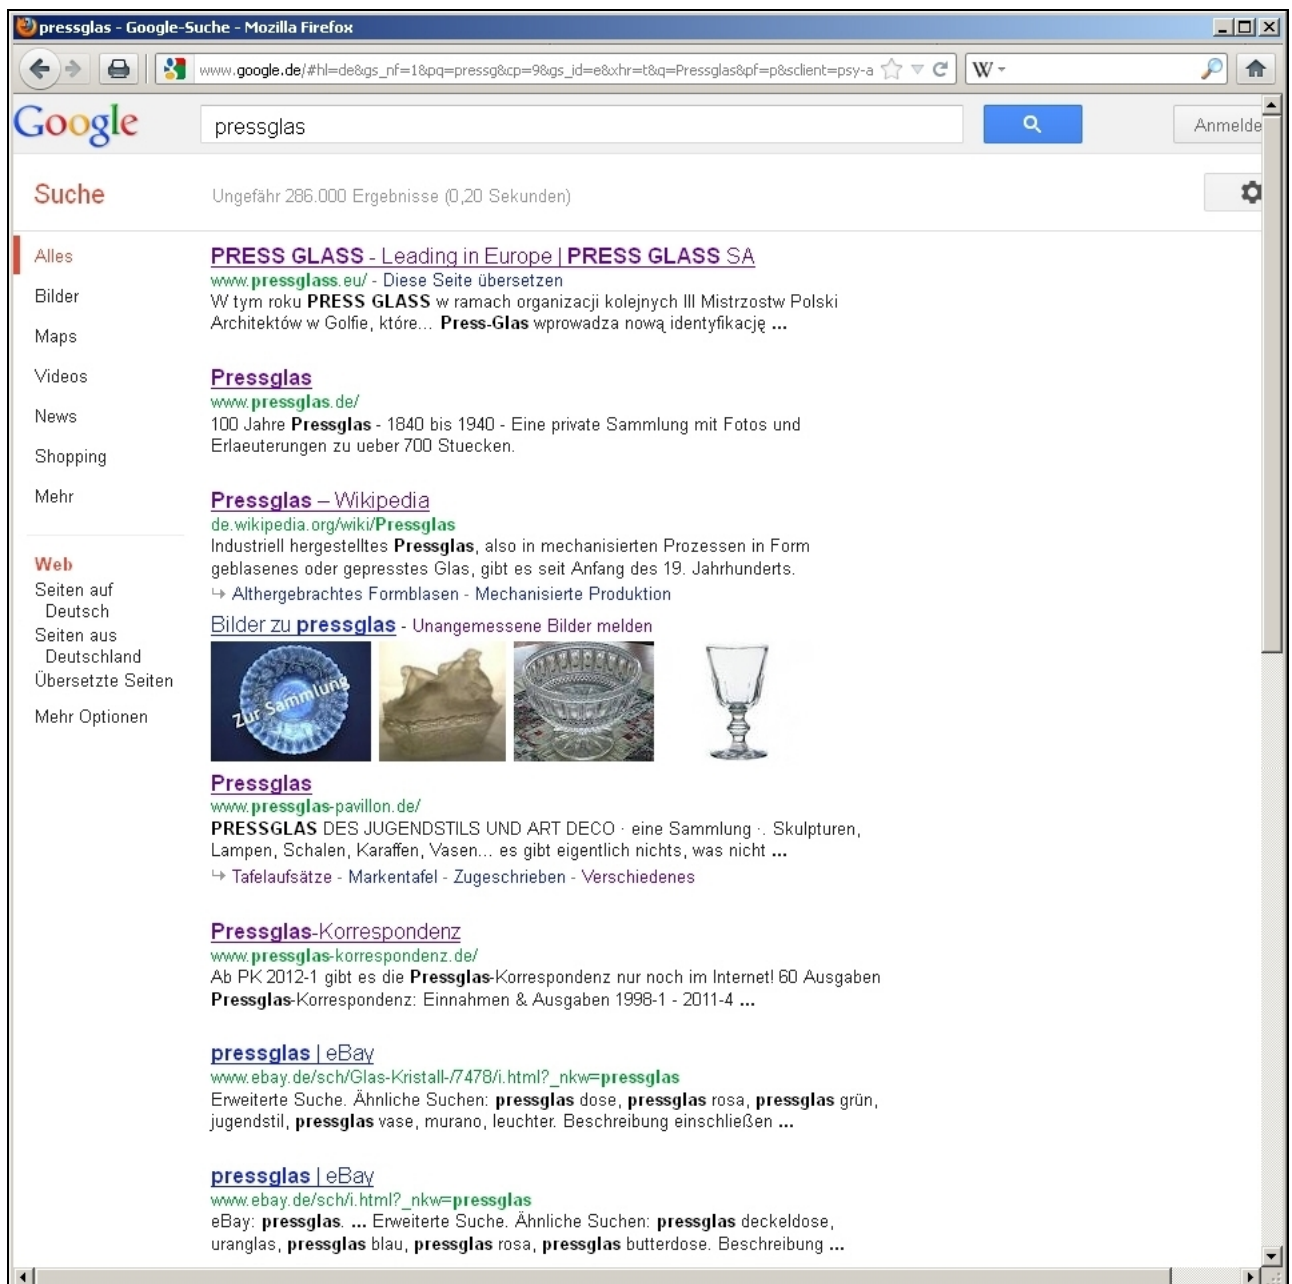 pressglas - Google-Suche - Mozilla Firefox
www.google.de/#hl=de&gs_nf=1&pq=pressg&cp=9&gs_id=e&xhr=t&q=Pressglas&pf=p&sclient=psy-a
W
Google
pressglas
Anmelde
Suche
Ungefähr 286.000 Ergebnisse (0,20 Sekunden)
Alles
Bilder
Maps
Videos
News
Shopping
Mehr
Web
Seiten auf
Deutsch
Seiten aus
Deutschland
Übersetzte Seiten
Mehr Optionen
PRESS GLASS - Leading in Europe | PRESS GLASS SA
www.pressglass.eu/ - Diese Seite übersetzen
W tym roku PRESS GLASS w ramach organizacji kolejnych III Mistrzostw Polski
Architektów w Golfie, które... Press-Glas wprowadza nową identyfikację ...
Pressglas
www.pressglas.de/
100 Jahre Pressglas - 1840 bis 1940 - Eine private Sammlung mit Fotos und
Erlaeuterungen zu ueber 700 Stuecken.
Pressglas – Wikipedia
de.wikipedia.org/wiki/Pressglas
Industriell hergestelltes Pressglas, also in mechanisierten Prozessen in Form
geblasenes oder gepresstes Glas, gibt es seit Anfang des 19. Jahrhunderts.
↳ Althergebrachtes Formblasen - Mechanisierte Produktion
Bilder zu pressglas - Unangemessene Bilder melden
Zur Sammlung
Pressglas
www.pressglas-pavillon.de/
PRESSGLAS DES JUGENDSTILS UND ART DECO · eine Sammlung ·. Skulpturen,
Lampen, Schalen, Karaffen, Vasen... es gibt eigentlich nichts, was nicht ...
↳ Tafelaufsätze - Markentafel - Zugeschrieben - Verschiedenes
Pressglas-Korrespondenz
www.pressglas-korrespondenz.de/
Ab PK 2012-1 gibt es die Pressglas-Korrespondenz nur noch im Internet! 60 Ausgaben
Pressglas-Korrespondenz: Einnahmen & Ausgaben 1998-1 - 2011-4 ...
pressglas | eBay
www.ebay.de/sch/Glas-Kristall-/7478/i.html?_nkw=pressglas
Erweiterte Suche. Ähnliche Suchen: pressglas dose, pressglas rosa, pressglas grün,
jugendstil, pressglas vase, murano, leuchter. Beschreibung einschließen ...
pressglas | eBay
www.ebay.de/sch/i.html?_nkw=pressglas
eBay: pressglas. ... Erweiterte Suche. Ähnliche Suchen: pressglas deckeldose,
uranglas, pressglas blau, pressglas rosa, pressglas butterdose. Beschreibung ...